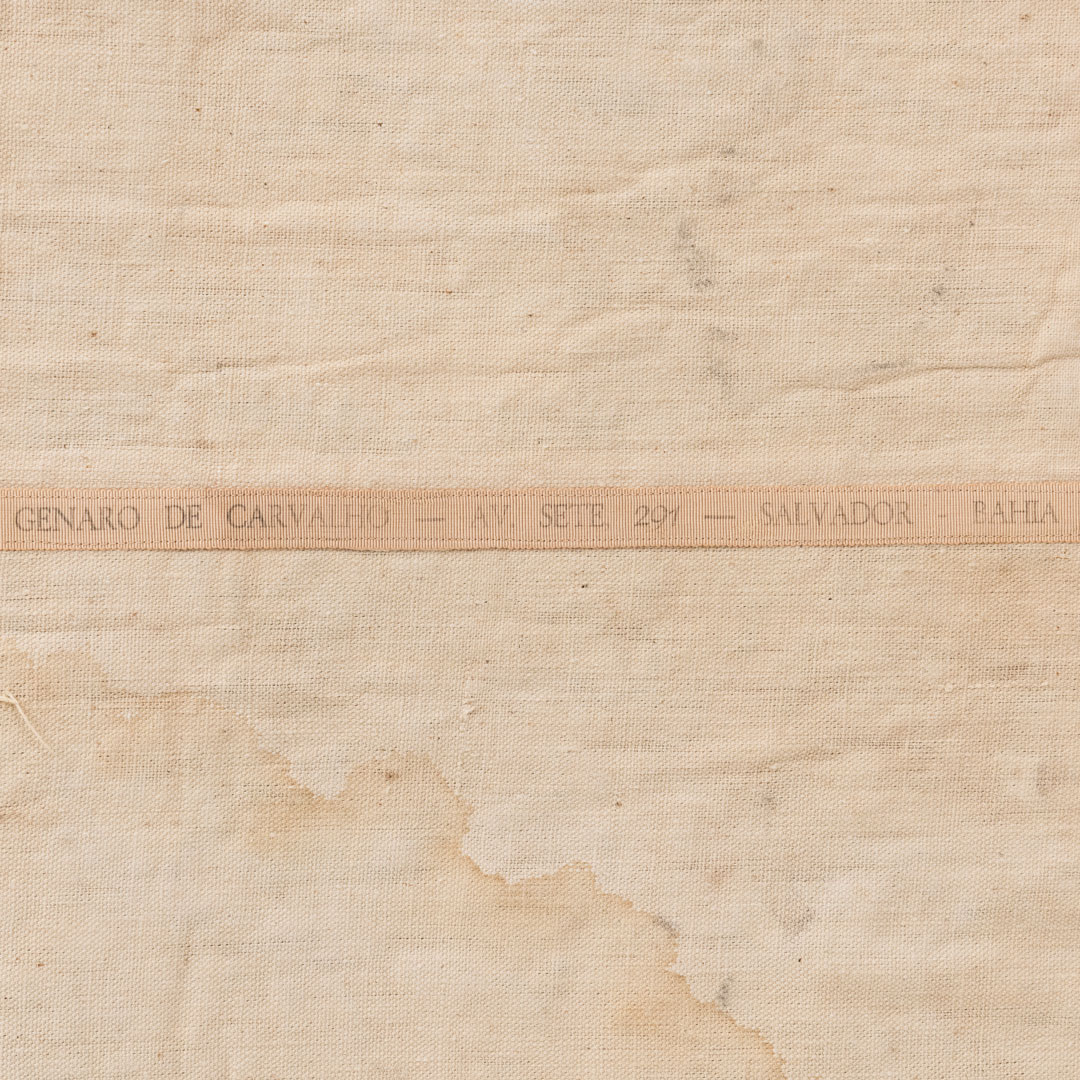 GENARO DE CARVALHO — AV SETE 291 — SALVADOR - BAHIA